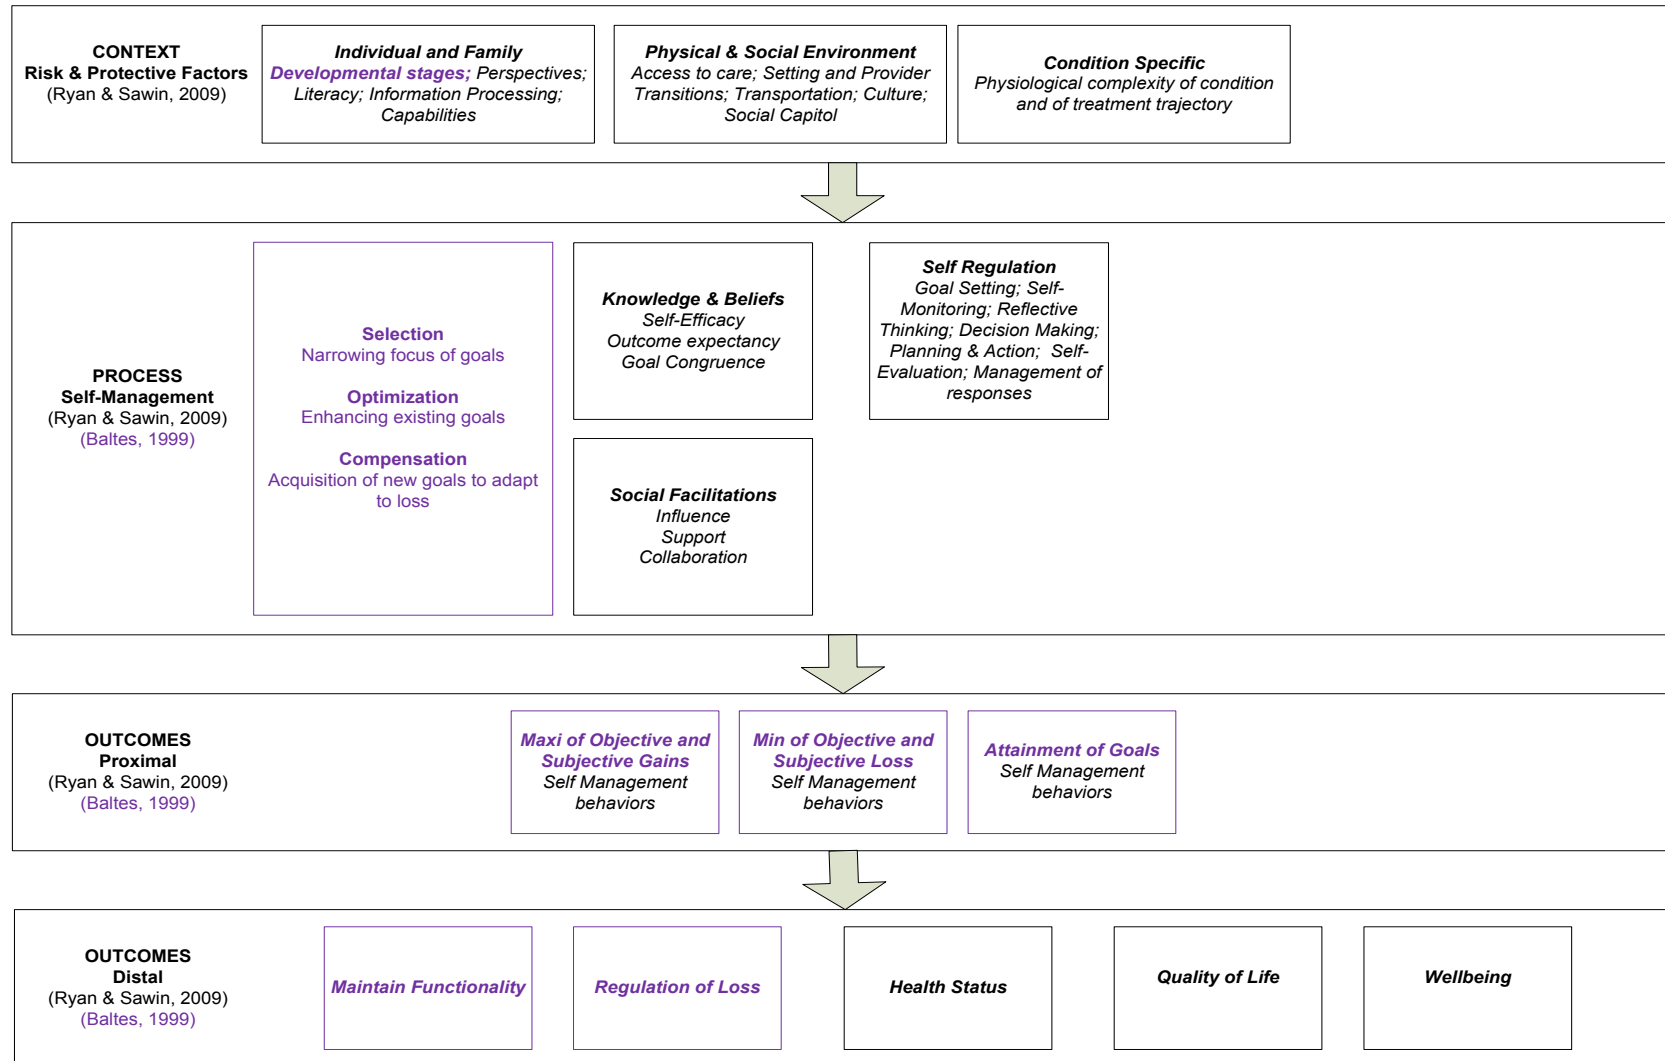 CONTEXT
Risk & Protective Factors
(Ryan & Sawin, 2009)
Individual and Family
Developmental stages; Perspectives;
Literacy; Information Processing;
Capabilities
Physical & Social Environment
Access to care; Setting and Provider
Transitions; Transportation; Culture;
Social Capitol
Condition Specific
Physiological complexity of condition
and of treatment trajectory
PROCESS
Self-Management
(Ryan & Sawin, 2009)
(Baltes, 1999)
Selection
Narrowing focus of goals
Optimization
Enhancing existing goals
Compensation
Acquisition of new goals to adapt
to loss
Knowledge & Beliefs
Self-Efficacy
Outcome expectancy
Goal Congruence
Social Facilitations
Influence
Support
Collaboration
Self Regulation
Goal Setting; Self-
Monitoring; Reflective
Thinking; Decision Making;
Planning & Action; Self-
Evaluation; Management of
responses
OUTCOMES
Proximal
(Ryan & Sawin, 2009)
(Baltes, 1999)
Maxi of Objective and
Subjective Gains
Self Management
behaviors
Min of Objective and
Subjective Loss
Self Management
behaviors
Attainment of Goals
Self Management
behaviors
OUTCOMES
Distal
(Ryan & Sawin, 2009)
(Baltes, 1999)
Maintain Functionality
Regulation of Loss
Health Status
Quality of Life
Wellbeing